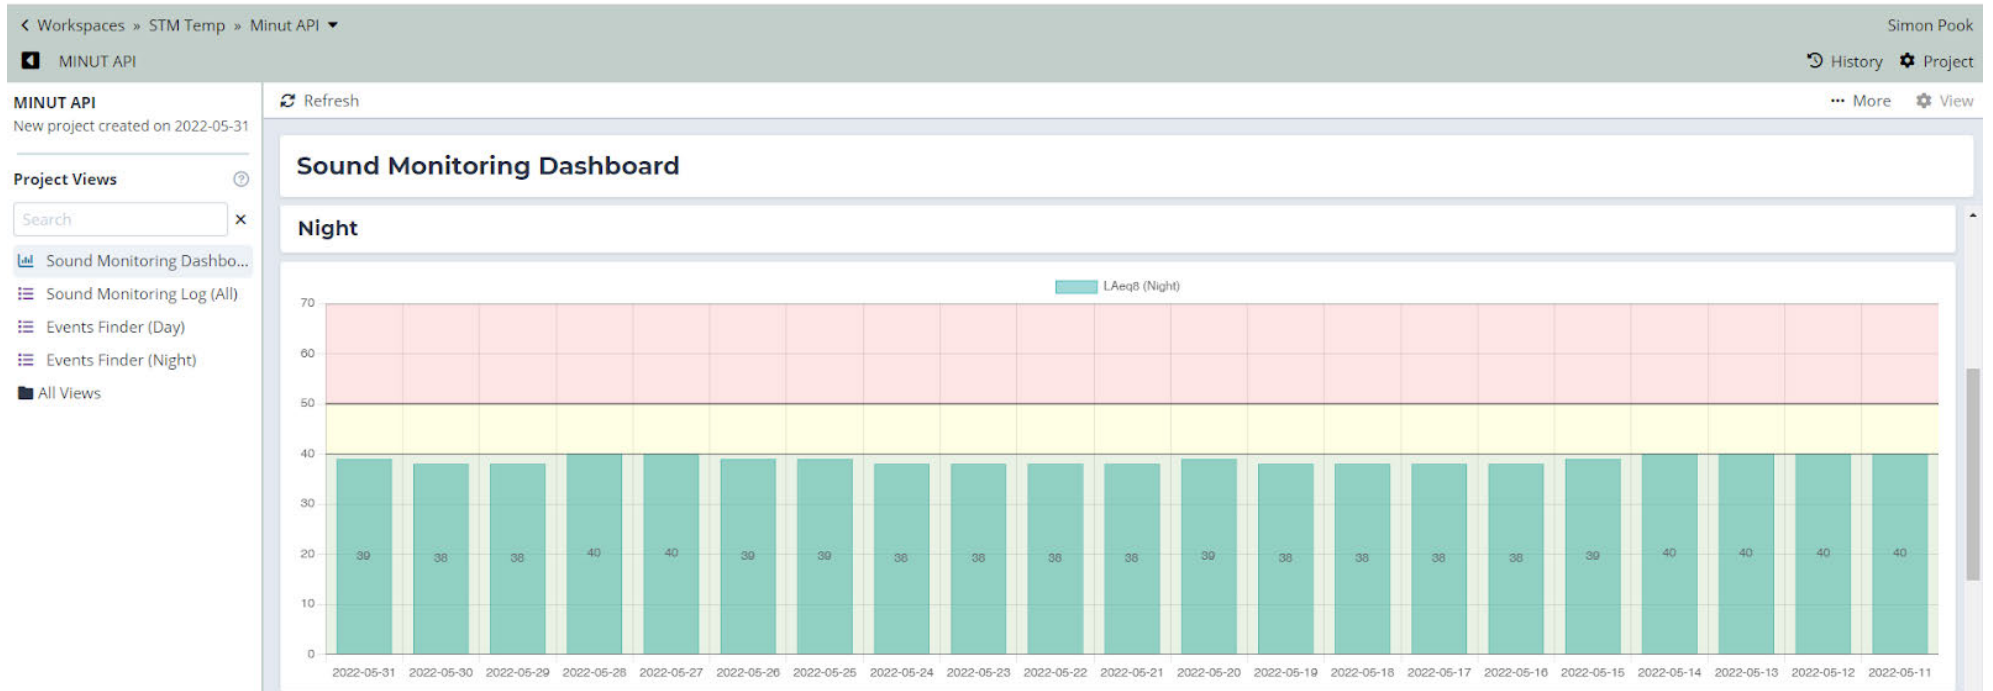 Workspaces » STM Temp » Minut API
Simon Pook
MINUT API
History Project
MINUT API
New project created on 2022-05-31
Project Views
Search
Sound Monitoring Dashbo...
Sound Monitoring Log (All)
Events Finder (Day)
Events Finder (Night)
All Views
Refresh
More View
Sound Monitoring Dashboard
Night
LAeq8 (Night)
70
60
50
40
30
20
10
0
39 38 38 40 40 39 39 38 38 38 38 39 38 38 38 38 39 40 40 40 40
2022-05-31 2022-05-30 2022-05-29 2022-05-28 2022-05-27 2022-05-26 2022-05-25 2022-05-24 2022-05-23 2022-05-22 2022-05-21 2022-05-20 2022-05-19 2022-05-18 2022-05-17 2022-05-16 2022-05-15 2022-05-14 2022-05-13 2022-05-12 2022-05-11